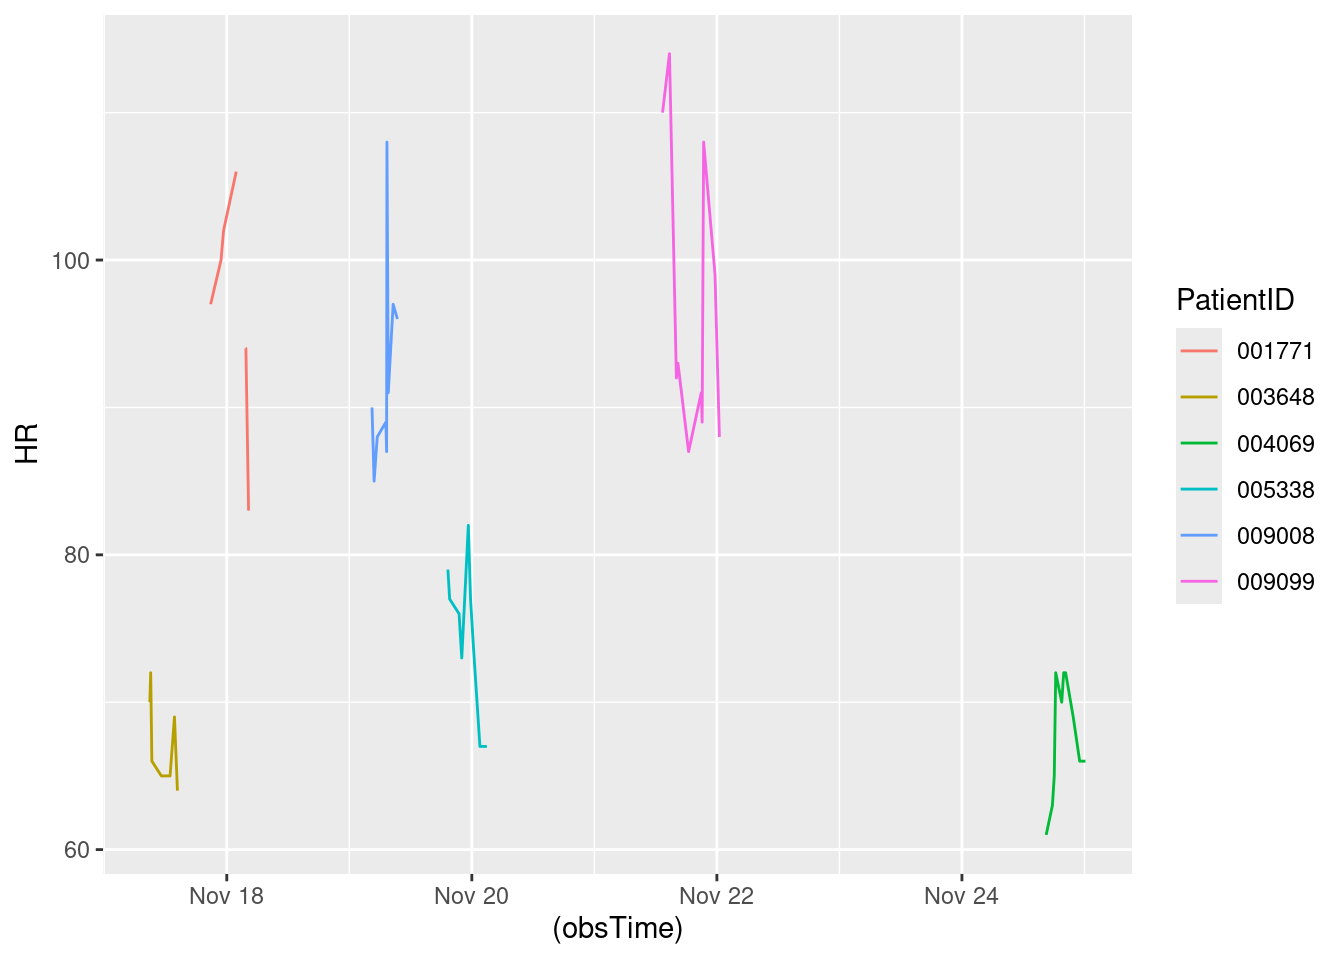 HR
100
80
60
Nov 18
Nov 20
Nov 22
Nov 24
(obsTime)
PatientID
001771
003648
004069
005338
009008
009099